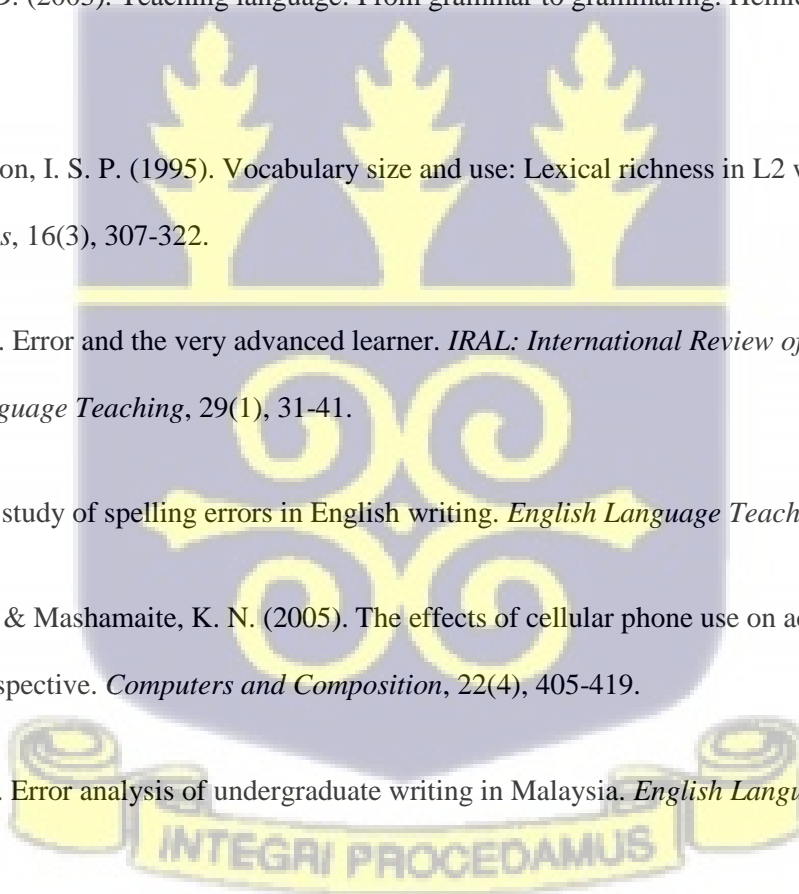 (2003). Teaching language: From grammar to grammaring.
on, I. S. P. (1995). Vocabulary size and use: Lexical richness in L2
s, 16(3), 307-322.
. Error and the very advanced learner. IRAL: International Review of
guage Teaching, 29(1), 31-41.
study of spelling errors in English writing. English Language Teach
& Mashamaite, K. N. (2005). The effects of cellular phone use on
spective. Computers and Composition, 22(4), 405-419.
. Error analysis of undergraduate writing in Malaysia. English Langu
INTEGRI PROCEDAMUS